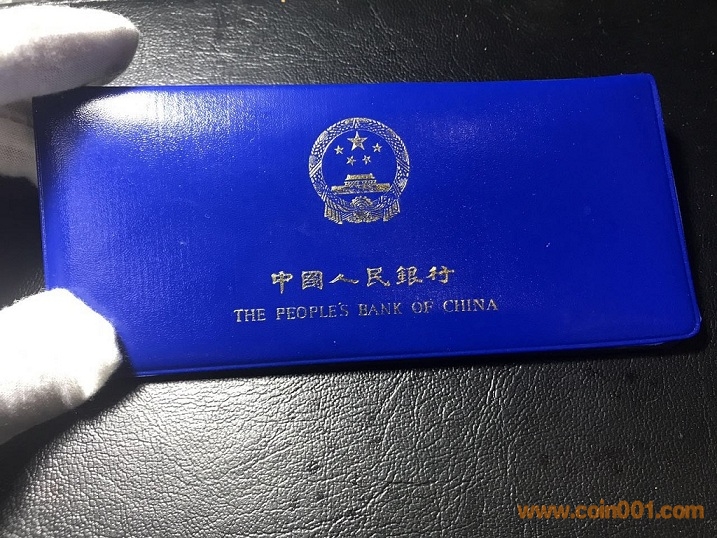 中國人民銀行
THE PEOPLE'S BANK OF CHINA
www.coin001.com